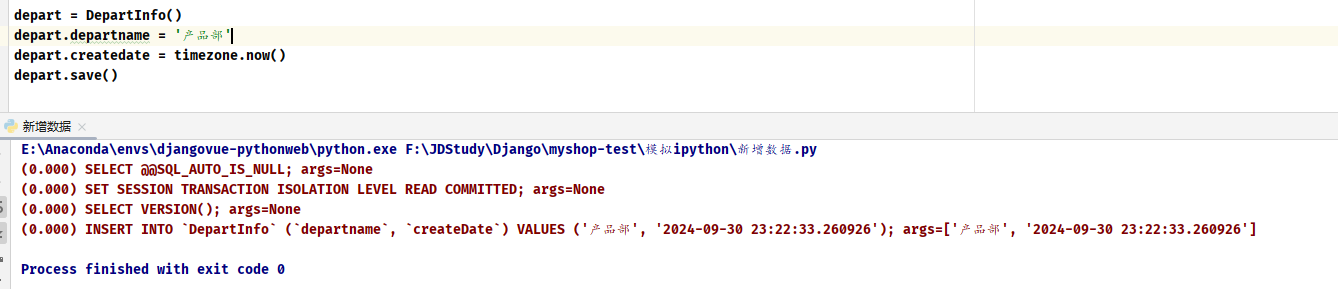 depart = DepartInfo()
depart.departname = '产品部'
depart.createdate = timezone.now()
depart.save()
新增数据
E:\Anaconda\envs\djangovue-pythonweb\python.exe F:\JDStudy\Django\myshop-test\模拟ipython\新增数据.py
(0.000) SELECT @@SQL_AUTO_IS_NULL; args=None
(0.000) SET SESSION TRANSACTION ISOLATION LEVEL READ COMMITTED; args=None
(0.000) SELECT VERSION(); args=None
(0.000) INSERT INTO `DepartInfo` (`departname`, `createDate`) VALUES ('产品部', '2024-09-30 23:22:33.260926'); args=['产品部', '2024-09-30 23:22:33.260926']
Process finished with exit code 0